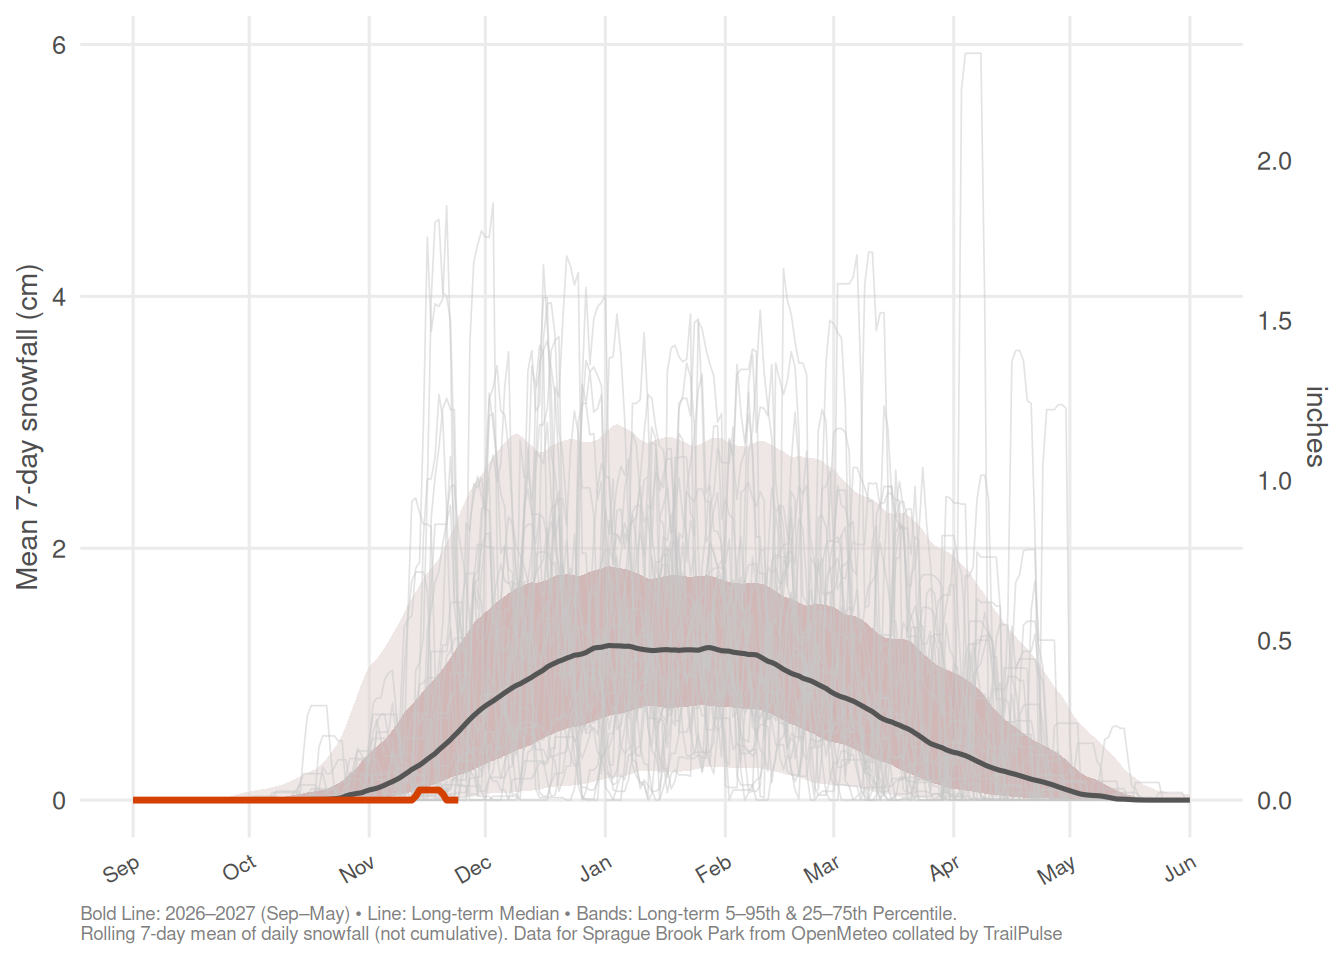 6
4
2
0
Mean 7-day snowfall (cm)
2.0
1.5
1.0
0.5
0.0
inches
Sep
Oct
Nov
Dec
Jan
Feb
Mar
Apr
May
Jun
Bold Line: 2026–2027 (Sep–May) • Line: Long-term Median • Bands: Long-term 5–95th & 25–75th Percentile.
Rolling 7-day mean of daily snowfall (not cumulative). Data for Sprague Brook Park from OpenMeteo collated by TrailPulse